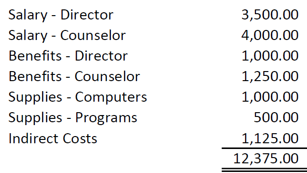 Salary - Director 3,500.00
Salary - Counselor 4,000.00
Benefits - Director 1,000.00
Benefits - Counselor 1,250.00
Supplies - Computers 1,000.00
Supplies - Programs 500.00
Indirect Costs 1,125.00
12,375.00